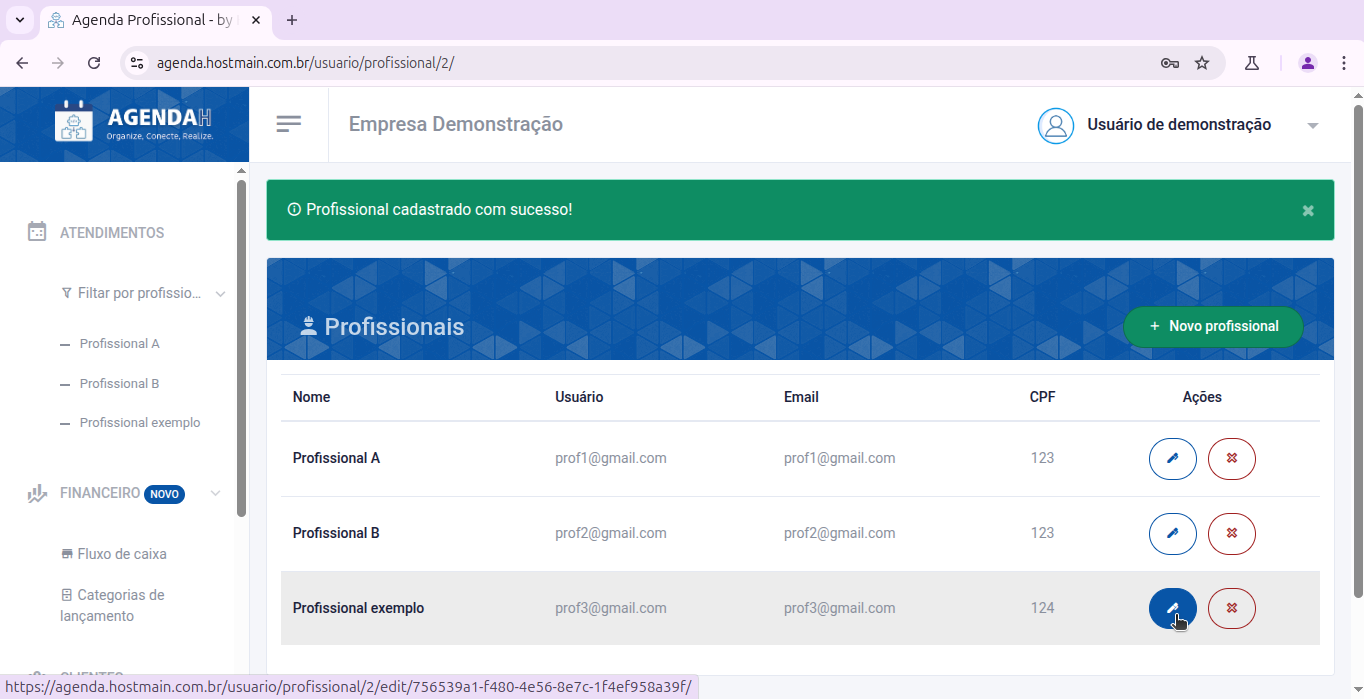 Agenda Profissional - by
agenda.hostmain.com.br/usuario/profissional/2/
AGENDAH
Organize, Conecte, Realize.
Empresa Demonstração
Usuário de demonstração
Profissional cadastrado com sucesso!
ATENDIMENTOS
Filtar por profissio...
Profissional A
Profissional B
Profissional exemplo
FINANCEIRO NOVO
Fluxo de caixa
Categorias de
lançamento
CLIENTES
Profissionais
+ Novo profissional
Nome Usuário Email CPF Ações
Profissional A prof1@gmail.com prof1@gmail.com 123
Profissional B prof2@gmail.com prof2@gmail.com 123
Profissional exemplo prof3@gmail.com prof3@gmail.com 124
https://agenda.hostmain.com.br/usuario/profissional/2/edit/756539a1-f480-4e56-8e7c-1f4ef958a39f/